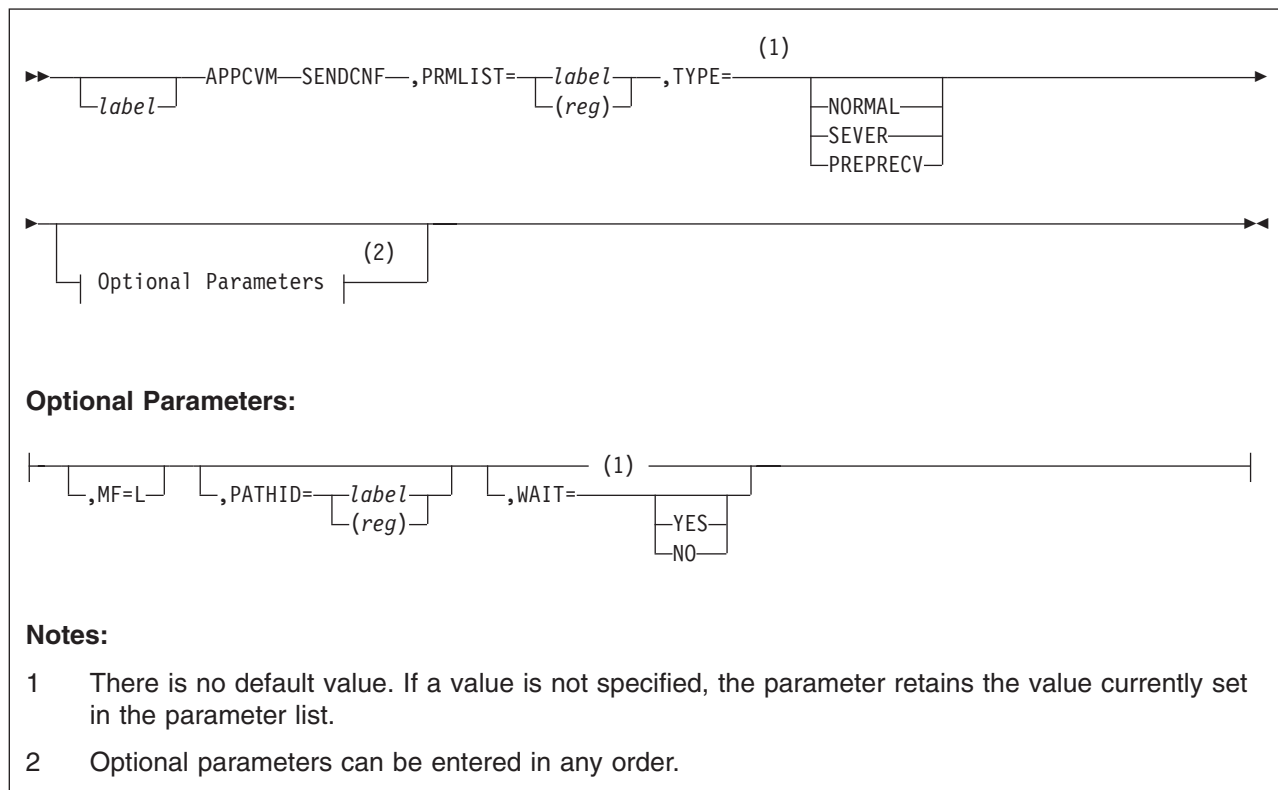 (1)
APPCVM SENDCNF ,PRMLIST= label ,TYPE=
label (reg) NORMAL
SEVER
PREPRECV
(2)
Optional Parameters
Optional Parameters:
(1)
,MF=L ,PATHID= label ,WAIT=
(reg) YES
NO
Notes:
1 There is no default value. If a value is not specified, the parameter retains the value currently set
in the parameter list.
2 Optional parameters can be entered in any order.